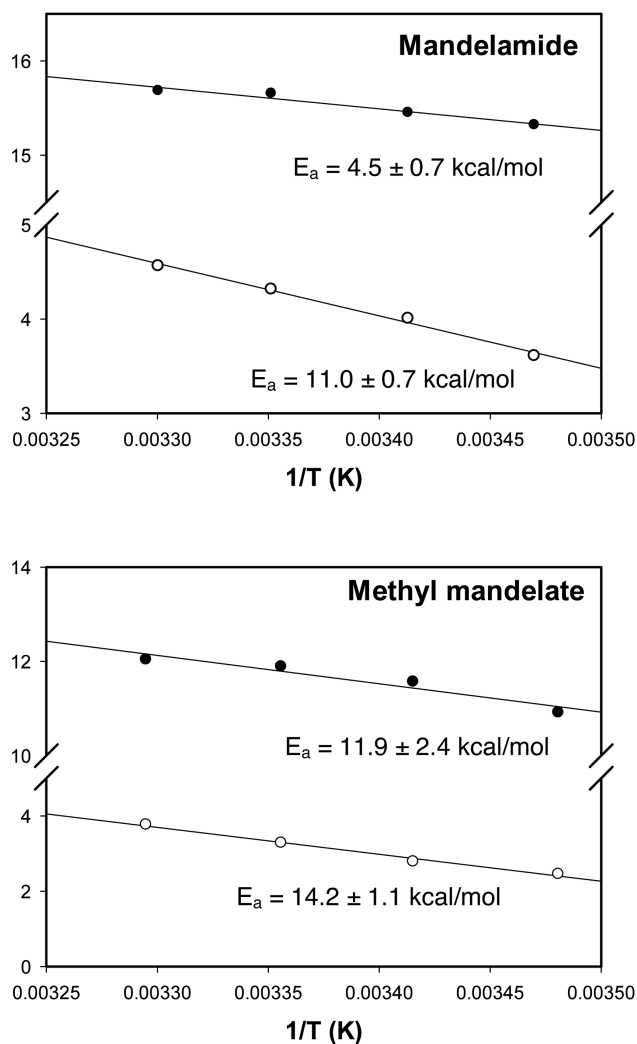 Mandelamide
16
15
Eₐ = 4.5 ± 0.7 kcal/mol
5
4
Eₐ = 11.0 ± 0.7 kcal/mol
3
0.00325 0.00330 0.00335 0.00340 0.00345 0.00350
1/T (K)
14
Methyl mandelate
12
Eₐ = 11.9 ± 2.4 kcal/mol
10
4
2
Eₐ = 14.2 ± 1.1 kcal/mol
0
0.00325 0.00330 0.00335 0.00340 0.00345 0.00350
1/T (K)